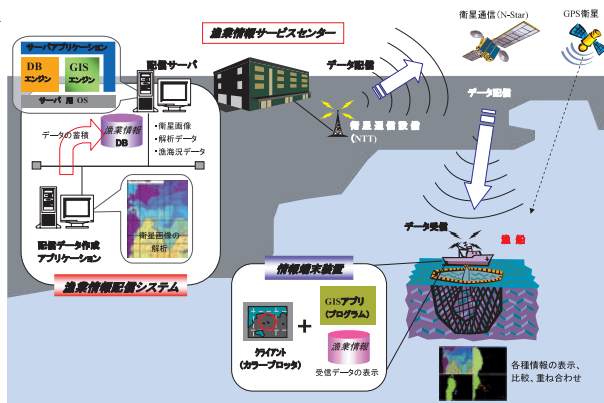 サーバアプリケーション
DB
エンジン
GIS
エンジン
サーバ 用 OS
配信サーバ
漁業情報サービスセンター
衛星通信(N-Star)
GPS衛星
データ配信
データ配信
衛星通信設備
(NTT)
データの蓄積
漁業情報
DB
・衛星画像
・解析データ
・漁海況データ
配信データ作成
アプリケーション
衛星画像の
解析
漁業情報配信システム
データ受信
漁 船
情報端末装置
GISアプリ
(プログラム)
+
クライアント
(カラープロッタ)
漁業情報
受信データの表示
各種情報の表示、
比較、重ね合わせ